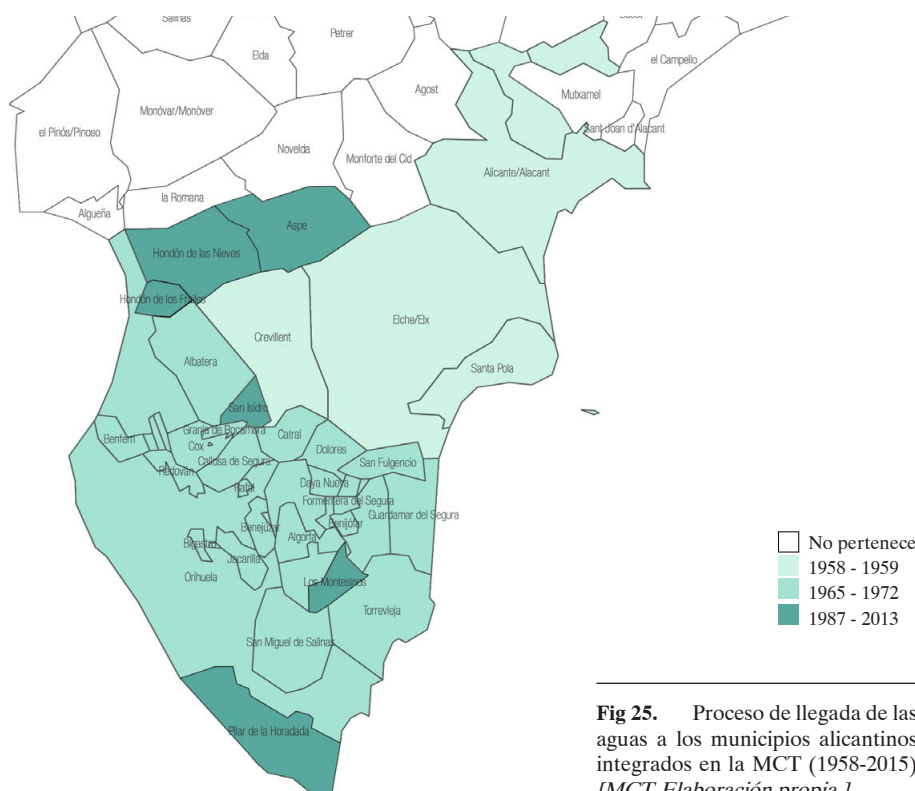 Salinas
Petrer
Elda
el Campello
Agost
Mutxamel
Monóvar/Monòver
el Pinós/Pinoso
Sant Joan d'Alacant
Novelda
Monforte del Cid
Alicante/Alacant
la Romana
Algueña
Aspe
Hondón de las Nieves
Hondón de los Frailes
Elche/Elx
Crevillent
Albatera
Santa Pola
San Isidro
Granja de Rocamora
Catral
Benferri
Cox
Dolores
Callosa de Segura
San Fulgencio
Redován
Daya Nueva
Rafal
Formentera del Segura
Guardamar del Segura
Benejúzar
Benijófar
Algorfa
Bigastro
Jacarilla
Orihuela
Los Montesinos
Torrevieja
San Miguel de Salinas
Pilar de la Horadada
No pertenece
1958 - 1959
1965 - 1972
1987 - 2013
Fig 25. Proceso de llegada de las
aguas a los municipios alicantinos
integrados en la MCT (1958-2015)
[MCT. Elaboración propia.]